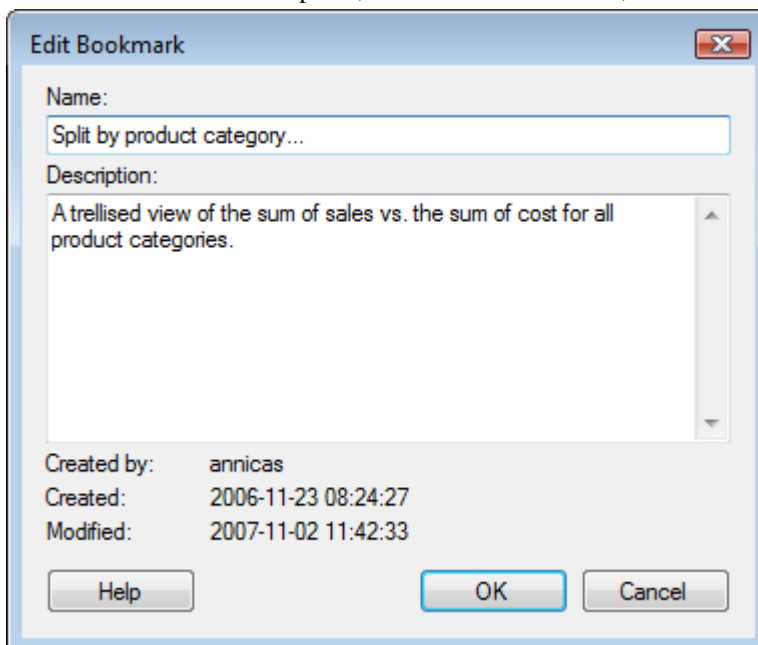 Edit Bookmark
Name:
Split by product category...
Description:
A trellised view of the sum of sales vs. the sum of cost for all
product categories.
Created by: annicas
Created: 2006-11-23 08:24:27
Modified: 2007-11-02 11:42:33
Help OK Cancel